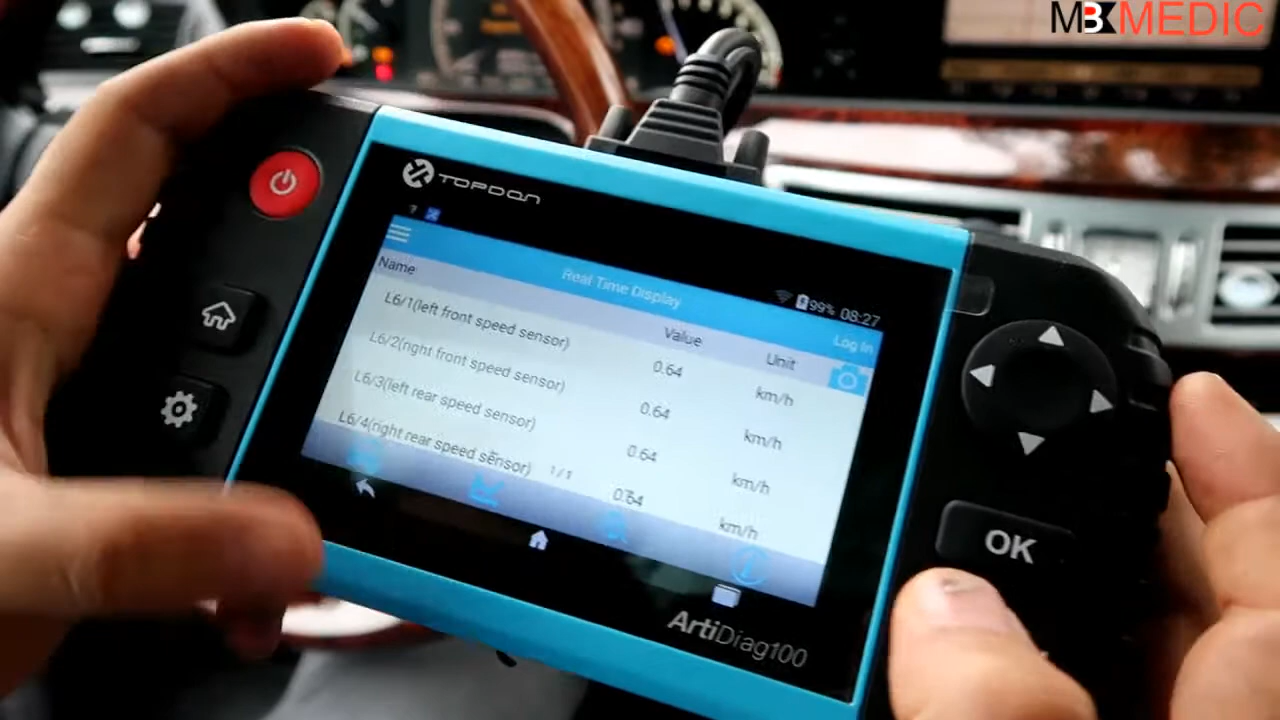 MBKMEDIC
TOPDON
?
99% 08:27
Real Time Display
Log In
Name Value Unit
L6/1(left front speed sensor) 0.64 km/h
L6/2(right front speed sensor) 0.64 km/h
L6/3(left rear speed sensor) 0.64 km/h
L6/4(right rear speed sensor) 0.64 km/h
1/1
OK
ArtiDiag100